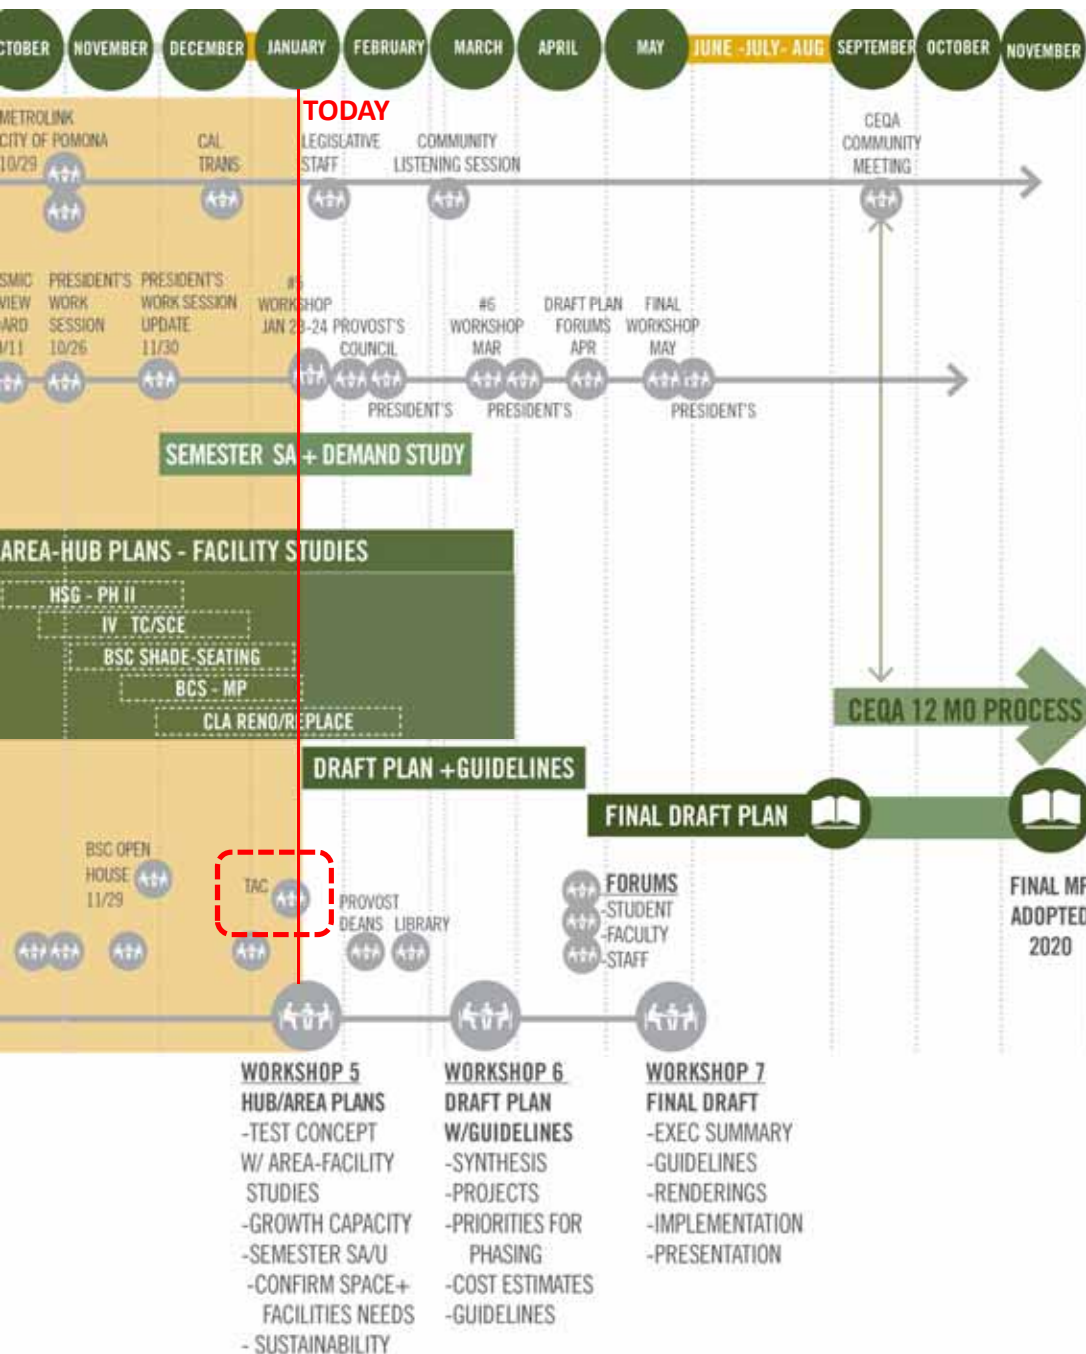 CTOBER NOVEMBER DECEMBER JANUARY FEBRUARY MARCH APRIL MAY JUNE -JULY- AUG SEPTEMBER OCTOBER NOVEMBER
TODAY
METROLINK
CITY OF POMONA
10/29
CAL
TRANS
LEGISLATIVE
STAFF
COMMUNITY
LISTENING SESSION
CEQA
COMMUNITY
MEETING
SMIC
VIEW
ARD
/11
PRESIDENT'S
WORK
SESSION
10/26
PRESIDENT'S
WORK SESSION
UPDATE
11/30
#5
WORKSHOP
JAN 23-24
PROVOST'S
COUNCIL
PRESIDENT'S
#6
WORKSHOP
MAR
PRESIDENT'S
DRAFT PLAN
FORUMS
APR
FINAL
WORKSHOP
MAY
PRESIDENT'S
SEMESTER SA + DEMAND STUDY
AREA-HUB PLANS - FACILITY STUDIES
HSG - PH II
IV TC/SCE
BSC SHADE-SEATING
BCS - MP
CLA RENO/REPLACE
CEQA 12 MO PROCESS
DRAFT PLAN +GUIDELINES
FINAL DRAFT PLAN
BSC OPEN
HOUSE
11/29
TAC
PROVOST
DEANS
LIBRARY
FORUMS
-STUDENT
-FACULTY
-STAFF
FINAL MP
ADOPTED
2020
WORKSHOP 5
HUB/AREA PLANS
-TEST CONCEPT
W/ AREA-FACILITY
STUDIES
-GROWTH CAPACITY
-SEMESTER SA/U
-CONFIRM SPACE+
FACILITIES NEEDS
- SUSTAINABILITY
WORKSHOP 6
DRAFT PLAN
W/GUIDELINES
-SYNTHESIS
-PROJECTS
-PRIORITIES FOR
PHASING
-COST ESTIMATES
-GUIDELINES
WORKSHOP 7
FINAL DRAFT
-EXEC SUMMARY
-GUIDELINES
-RENDERINGS
-IMPLEMENTATION
-PRESENTATION